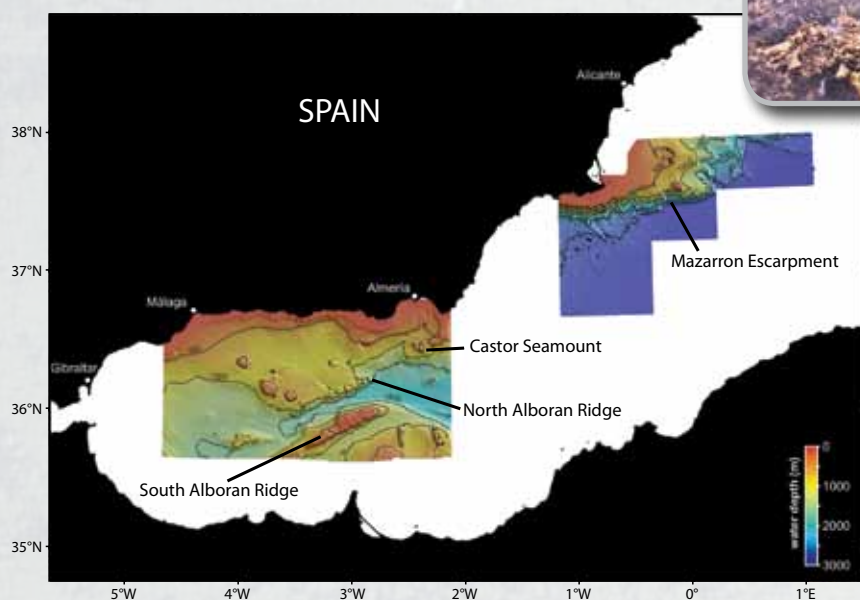 SPAIN
Alicante
38°N
Mazarron Escarpment
37°N
Almería
Málaga
Castor Seamount
Gibraltar
36°N
North Alboran Ridge
South Alboran Ridge
35°N
water depth (m)
0
1000
2000
3000
5°W
4°W
3°W
2°W
1°W
0°
1°E